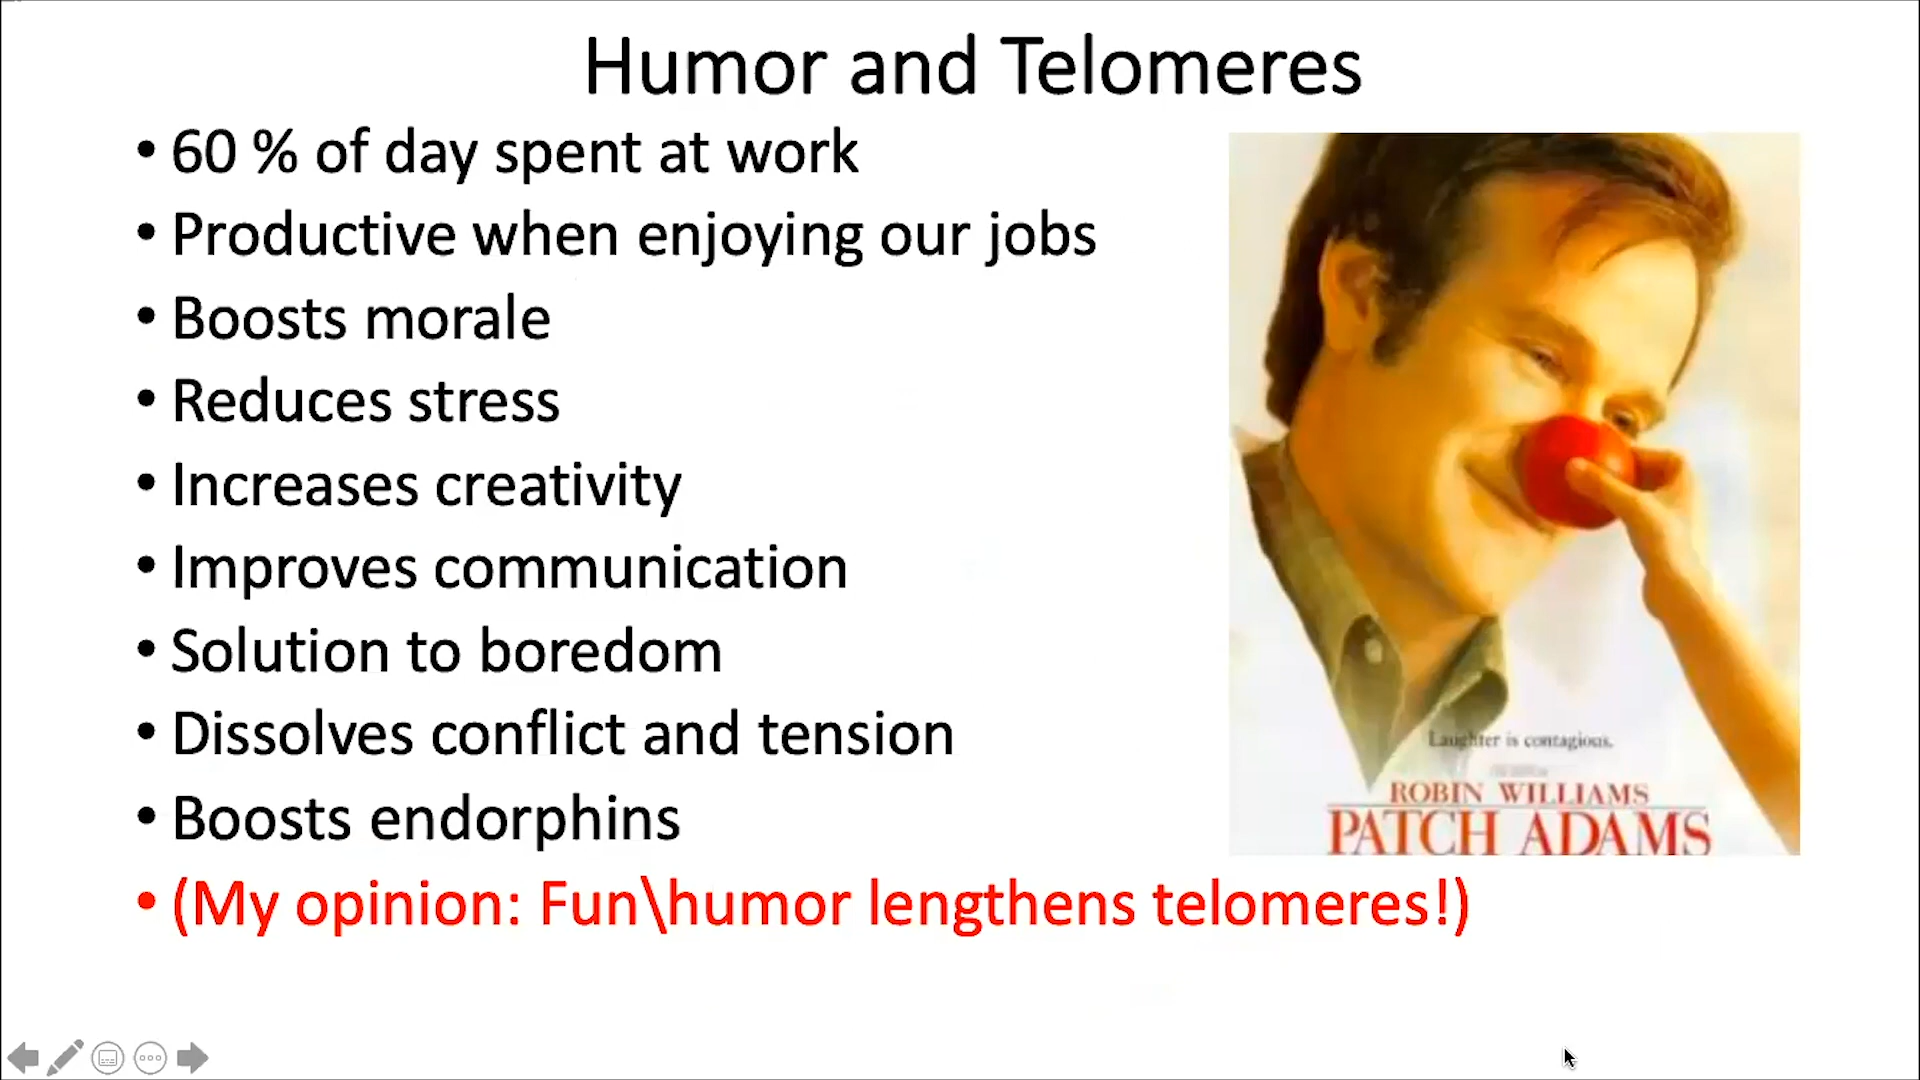 Humor and Telomeres
• 60 % of day spent at work
• Productive when enjoying our jobs
• Boosts morale
• Reduces stress
• Increases creativity
• Improves communication
• Solution to boredom
• Dissolves conflict and tension
• Boosts endorphins
• (My opinion: Fun\humor lengthens telomeres!)
Laughter is contagious.
ROBIN WILLIAMS
PATCH ADAMS